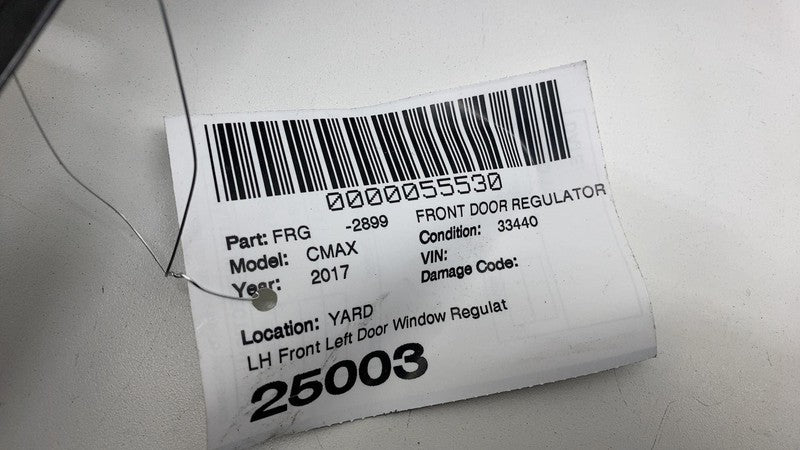 0000055530
Part: FRG -2899 FRONT DOOR REGULATOR
Model: CMAX Condition: 33440
Year: 2017 VIN:
Damage Code:
Location: YARD
LH Front Left Door Window Regulat
25003